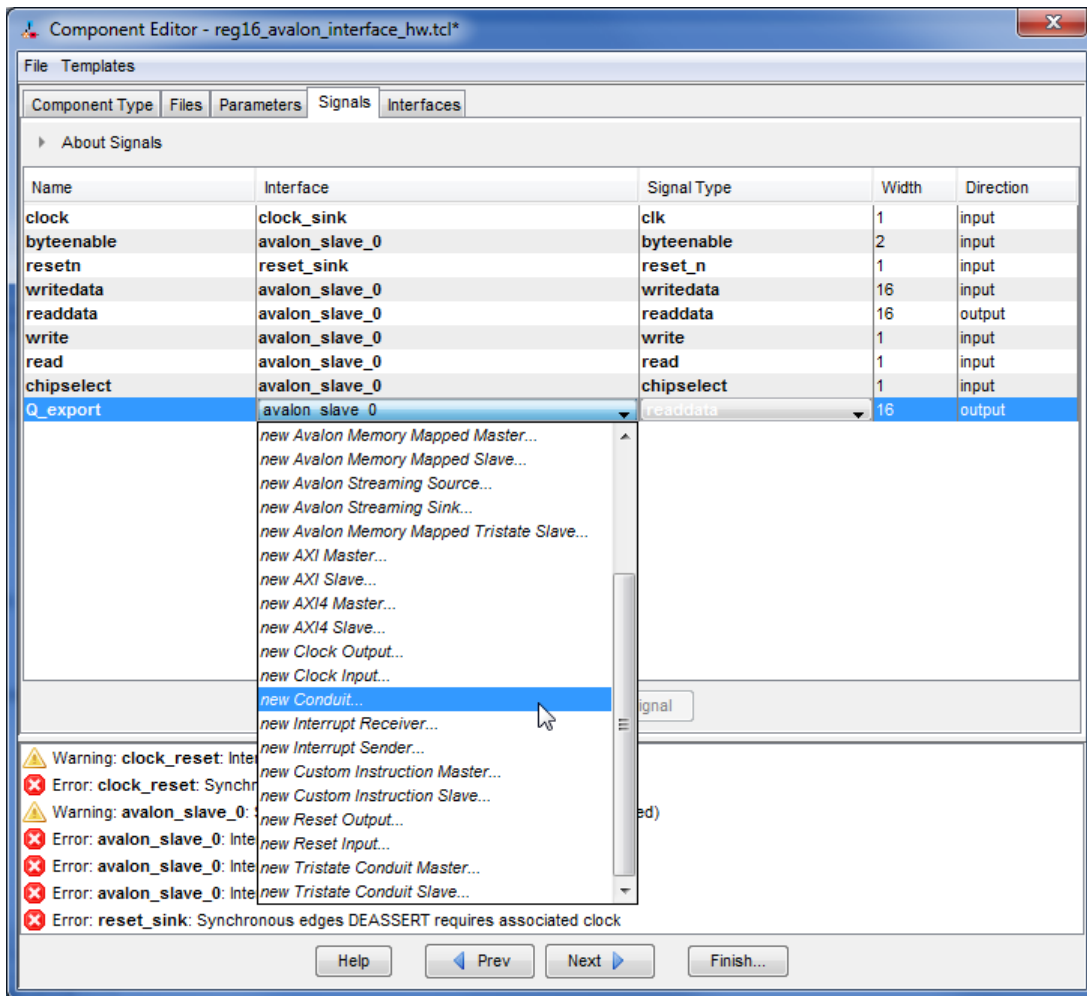 Component Editor - reg16_avalon_interface_hw.tcl*
File Templates
Component Type Files Parameters Signals Interfaces
About Signals
Name Interface Signal Type Width Direction
clock clock_sink clk 1 input
byteenable avalon_slave_0 byteenable 2 input
resetn reset_sink reset_n 1 input
writedata avalon_slave_0 writedata 16 input
readdata avalon_slave_0 readdata 16 output
write avalon_slave_0 write 1 input
read avalon_slave_0 read 1 input
chipselect avalon_slave_0 chipselect 1 input
Q_export avalon_slave_0 readdata 16 output
new Avalon Memory Mapped Master...
new Avalon Memory Mapped Slave...
new Avalon Streaming Source...
new Avalon Streaming Sink...
new Avalon Memory Mapped Tristate Slave...
new AXI Master...
new AXI Slave...
new AXI4 Master...
new AXI4 Slave...
new Clock Output...
new Clock Input...
new Conduit...
new Interrupt Receiver...
new Interrupt Sender...
new Custom Instruction Master...
new Custom Instruction Slave...
new Reset Output...
new Reset Input...
new Tristate Conduit Master...
new Tristate Conduit Slave...
ignal
Warning: clock_reset: Inte
Error: clock_reset: Synchr
Warning: avalon_slave_0: ed)
Error: avalon_slave_0: Inte
Error: avalon_slave_0: Inte
Error: avalon_slave_0: Inte
Error: reset_sink: Synchronous edges DEASSERT requires associated clock
Help Prev Next Finish...